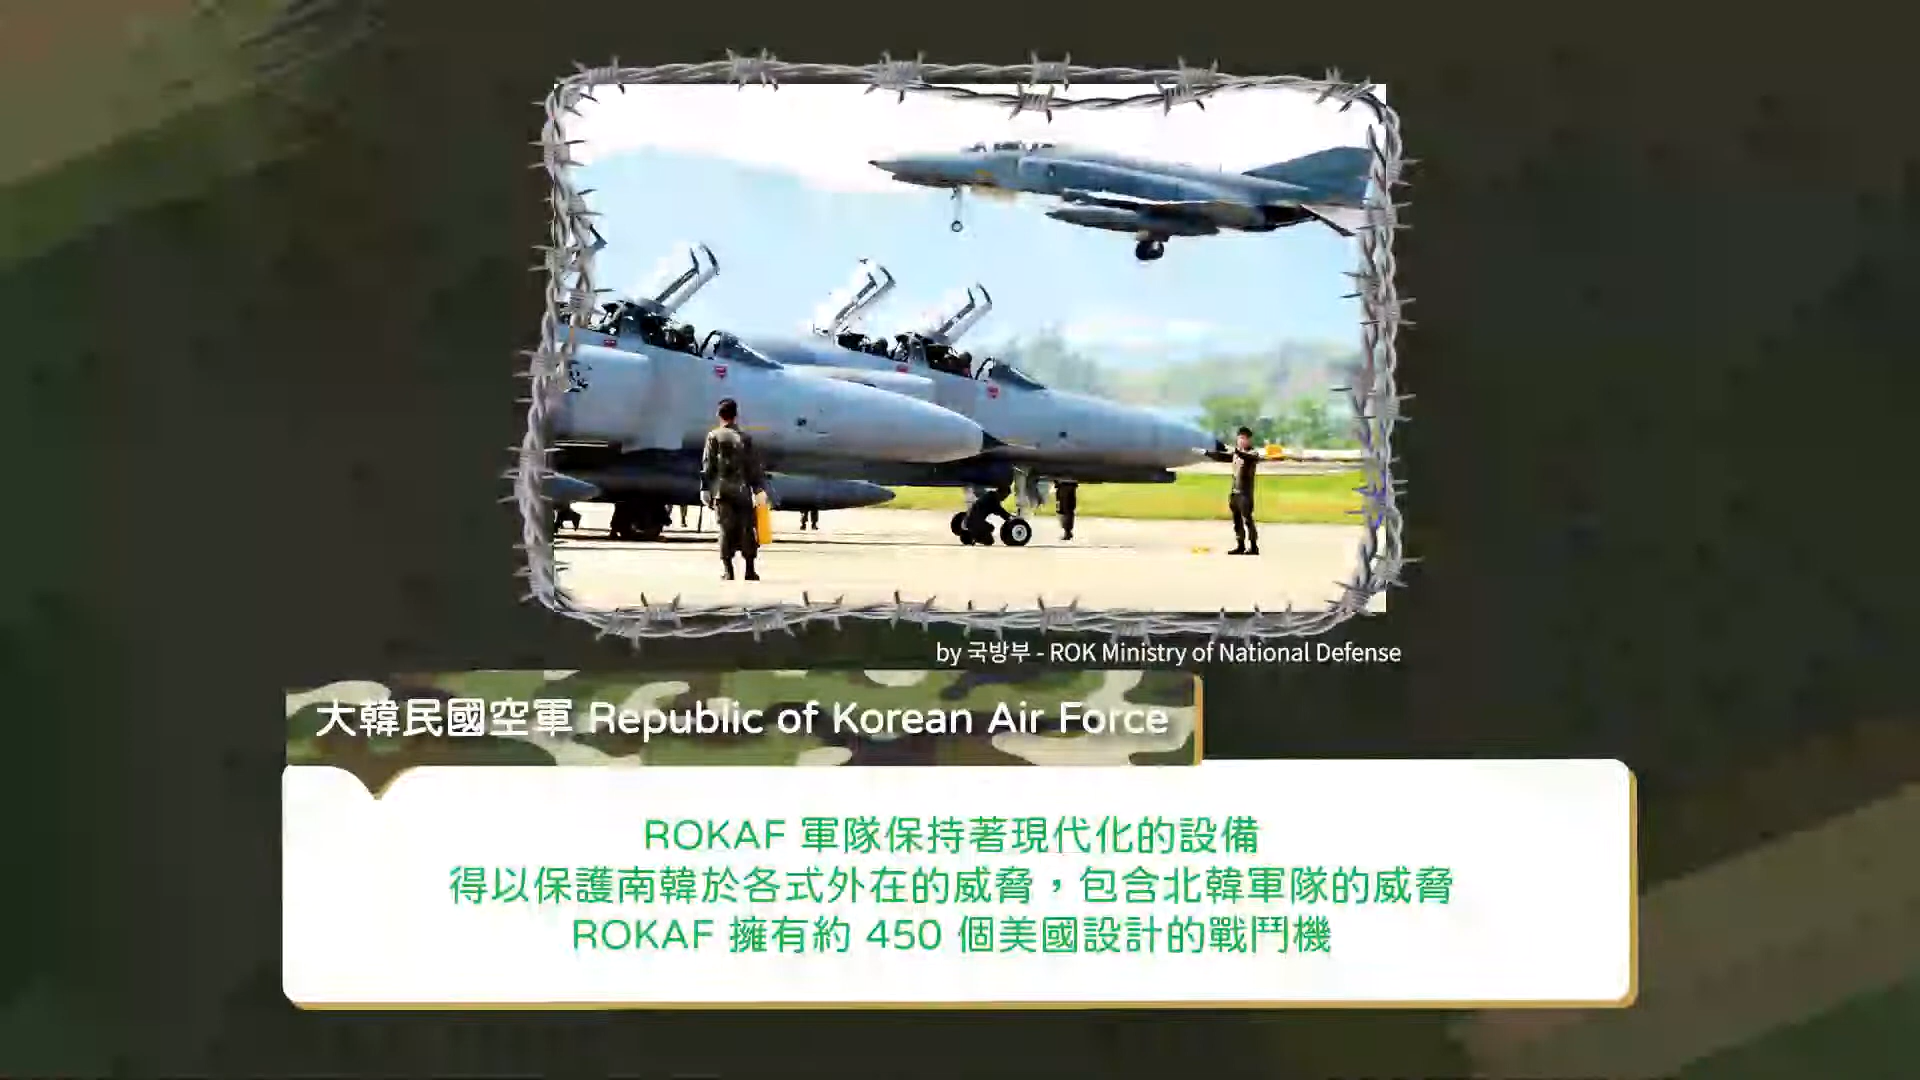 by 국방부 - ROK Ministry of National Defense
大韓民國空軍 Republic of Korean Air Force
ROKAF 軍隊保持著現代化的設備
得以保護南韓於各式外在的威脅，包含北韓軍隊的威脅
ROKAF 擁有約 450 個美國設計的戰鬥機